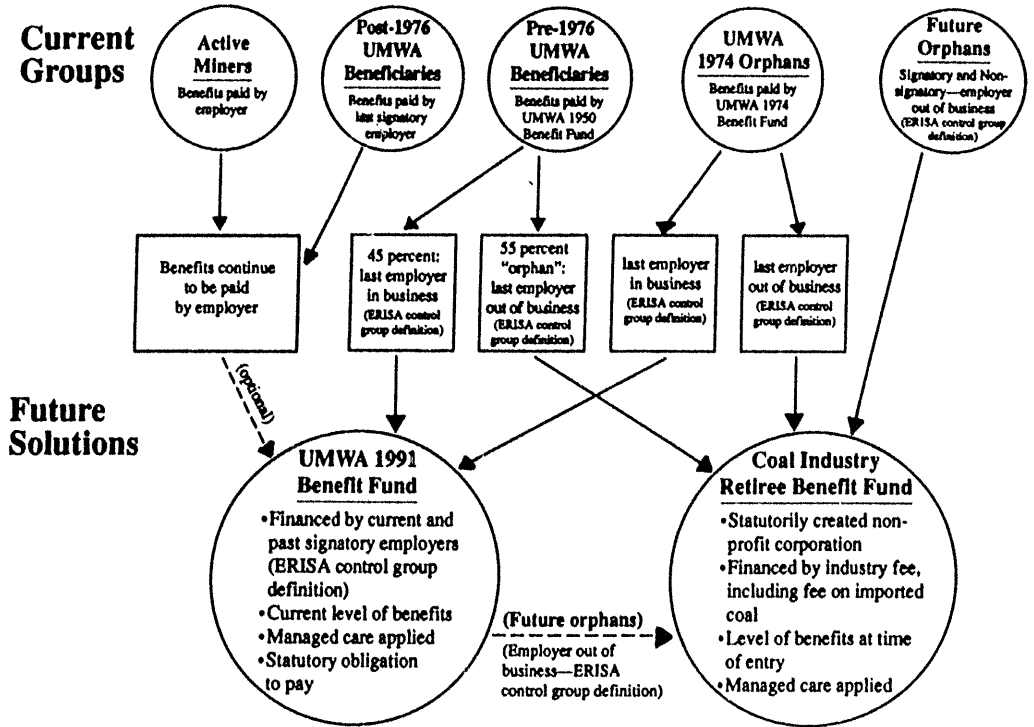 Current
Groups
Active
Miners
Benefits paid by
employer
Post-1976
UMWA
Beneficiaries
Benefits paid by
last signatory
employer
Pre-1976
UMWA
Beneficiaries
Benefits paid by
UMWA 1950
Benefit Fund
UMWA
1974 Orphans
Benefits paid by
UMWA 1974
Benefit Fund
Future
Orphans
Signatory and Non-
signatory—employer
out of business
(ERISA control group
definition)
Benefits continue
to be paid
by employer
45 percent:
last employer
in business
(ERISA control
group definition)
55 percent
"orphan":
last employer
out of business
(ERISA control
group definition)
last employer
in business
(ERISA control
group definition)
last employer
out of business
(ERISA control
group definition)
(optional)
Future
Solutions
UMWA 1991
Benefit Fund
•Financed by current and
past signatory employers
(ERISA control group
definition)
•Current level of benefits
•Managed care applied
•Statutory obligation
to pay
(Future orphans)
(Employer out of
business—ERISA
control group definition)
Coal Industry
Retiree Benefit Fund
•Statutorily created non-
profit corporation
•Financed by industry fee,
including fee on imported
coal
•Level of benefits at time
of entry
•Managed care applied